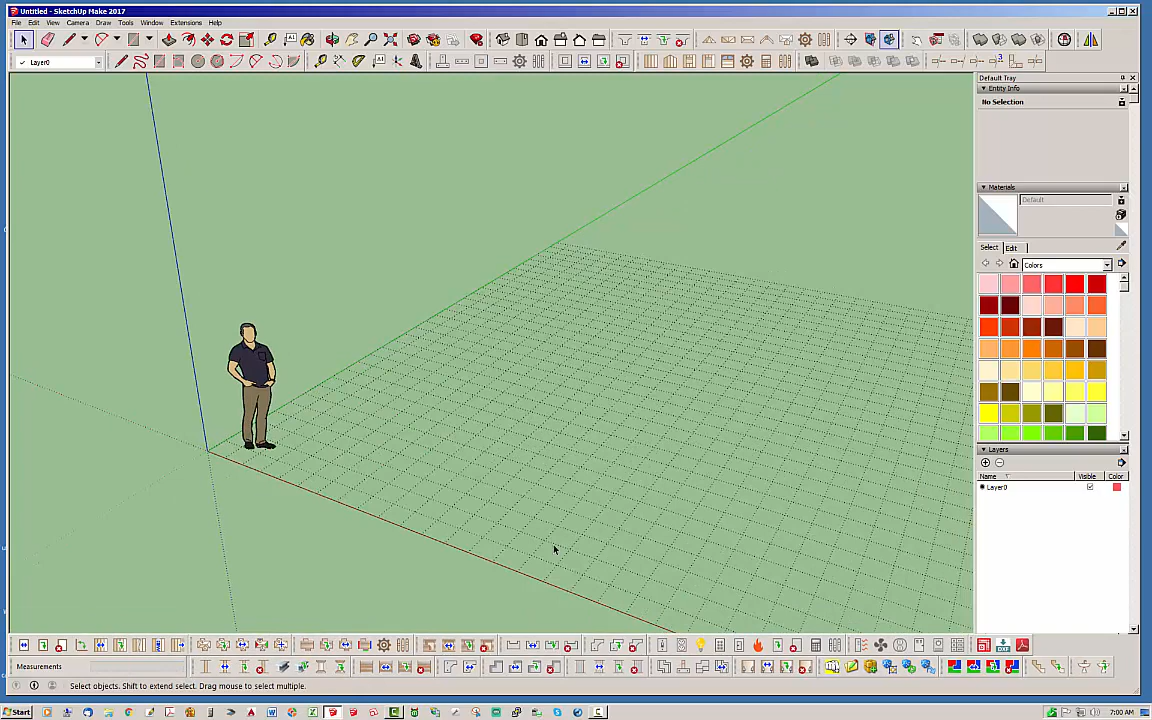 Untitled - SketchUp Make 2017
File Edit View Camera Draw Tools Window Extensions Help
Layer0
Default Tray
Entity Info
No Selection
Materials
Default
Select Edit
Colors
Layers
Name Visible Color
Layer0
Measurements
Select objects. Shift to extend select. Drag mouse to select multiple.
Start
7:00 AM